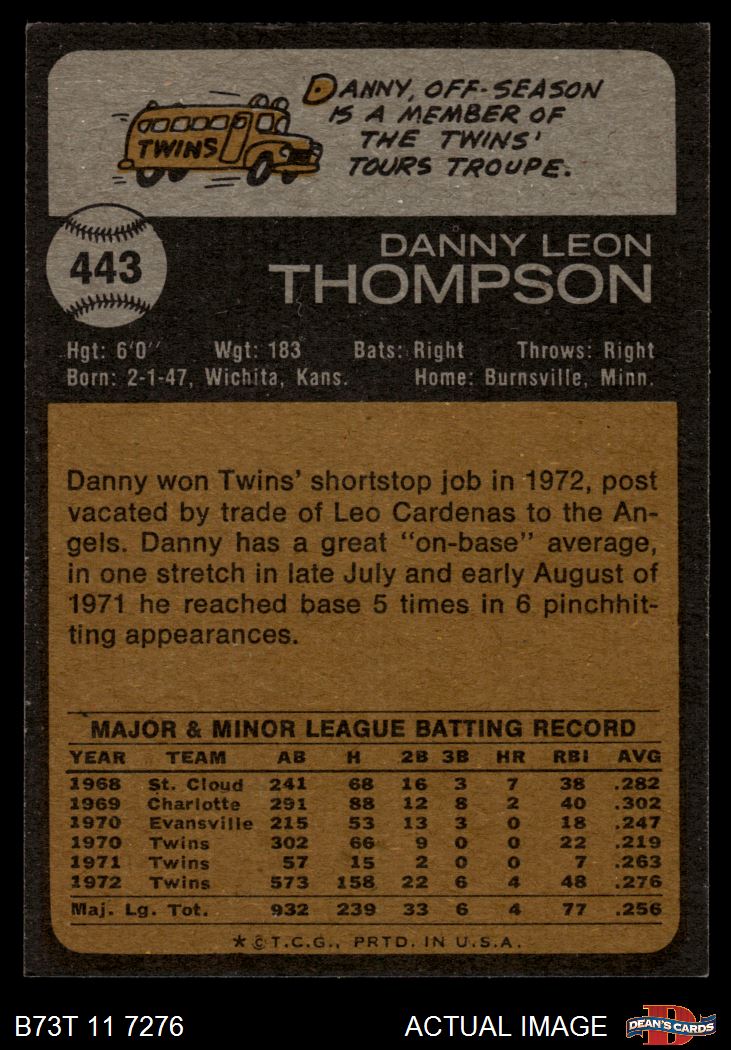 DANNY, OFF-SEASON
IS A MEMBER OF
THE TWINS'
TOURS TROUPE.
TWINS
443
DANNY LEON
THOMPSON
Hgt: 6'0" Wgt: 183 Bats: Right Throws: Right
Born: 2-1-47, Wichita, Kans. Home: Burnsville, Minn.
Danny won Twins' shortstop job in 1972, post
vacated by trade of Leo Cardenas to the An-
gels. Danny has a great "on-base" average,
in one stretch in late July and early August of
1971 he reached base 5 times in 6 pinchhit-
ting appearances.
MAJOR & MINOR LEAGUE BATTING RECORD
YEAR TEAM AB H 2B 3B HR RBI AVG
1968 St. Cloud 241 68 16 3 7 38 .282
1969 Charlotte 291 88 12 8 2 40 .302
1970 Evansville 215 53 13 3 0 18 .247
1970 Twins 302 66 9 0 0 22 .219
1971 Twins 57 15 2 0 0 7 .263
1972 Twins 573 158 22 6 4 48 .276
Maj. Lg. Tot. 932 239 33 6 4 77 .256
* © T.C.G., PRTD. IN U.S.A.
B73T 11 7276 ACTUAL IMAGE D DEAN'S CARDS